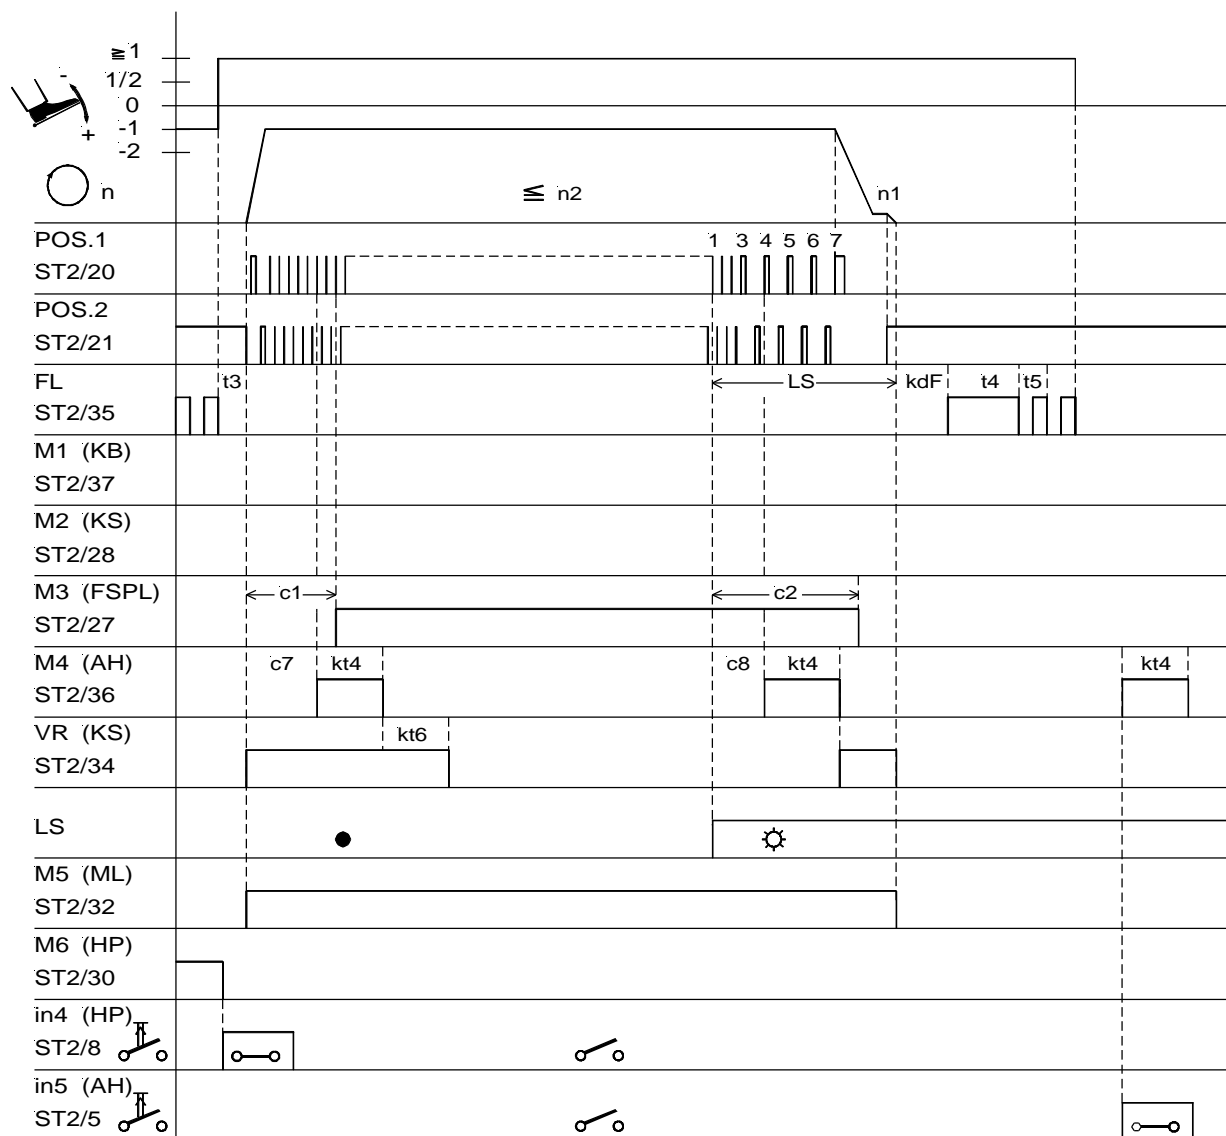 ≧1
- 1/2
0
+ -1
-2
n ≦ n2 n1
POS.1 1 3 4 5 6 7
ST2/20
POS.2
ST2/21
FL t3 LS kdF t4 t5
ST2/35
M1 (KB)
ST2/37
M2 (KS)
ST2/28
M3 (FSPL) c1 c2
ST2/27
M4 (AH) c7 kt4 c8 kt4 kt4
ST2/36
VR (KS) kt6
ST2/34
LS
M5 (ML)
ST2/32
M6 (HP)
ST2/30
in4 (HP)
ST2/8
in5 (AH)
ST2/5